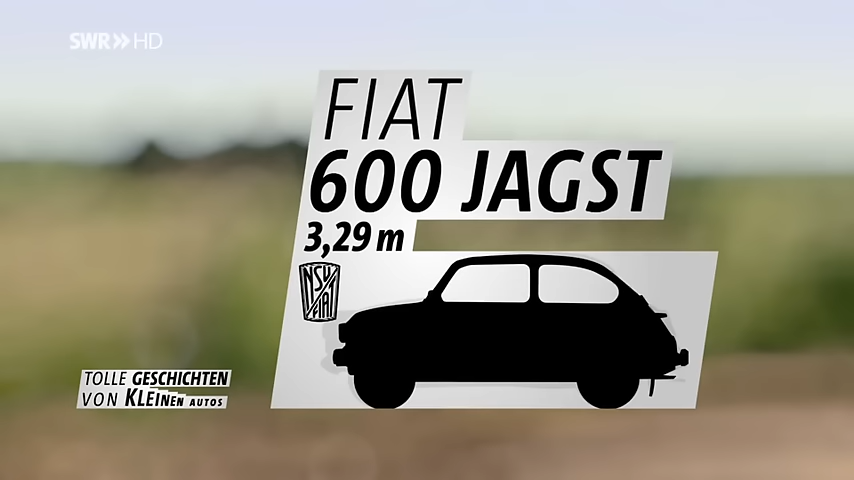 SWR» HD
FIAT
600 JAGST
3,29 m
NSU
FIAT
TOLLE GESCHICHTEN
VON KLEINEN AUTOS